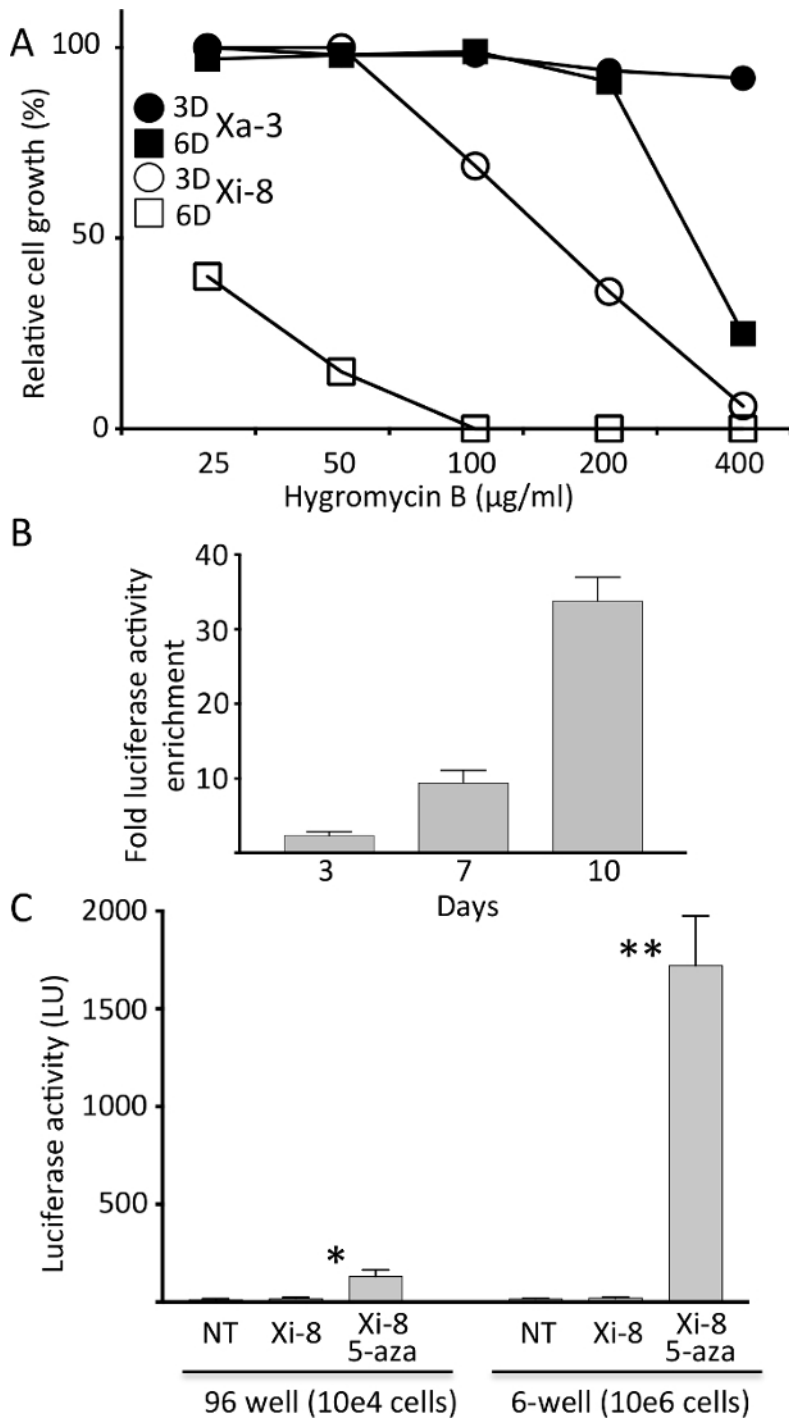 A
Relative cell growth (%)
100
50
0
3D
6D
Xa-3
3D
6D
Xi-8
25 50 100 200 400
Hygromycin B (µg/ml)
B
Fold luciferase activity
enrichment
40
30
20
10
3 7 10
Days
C
Luciferase activity (LU)
2000
1500
1000
500
*
**
NT Xi-8 Xi-8 5-aza NT Xi-8 Xi-8 5-aza
96 well (10e4 cells) 6-well (10e6 cells)